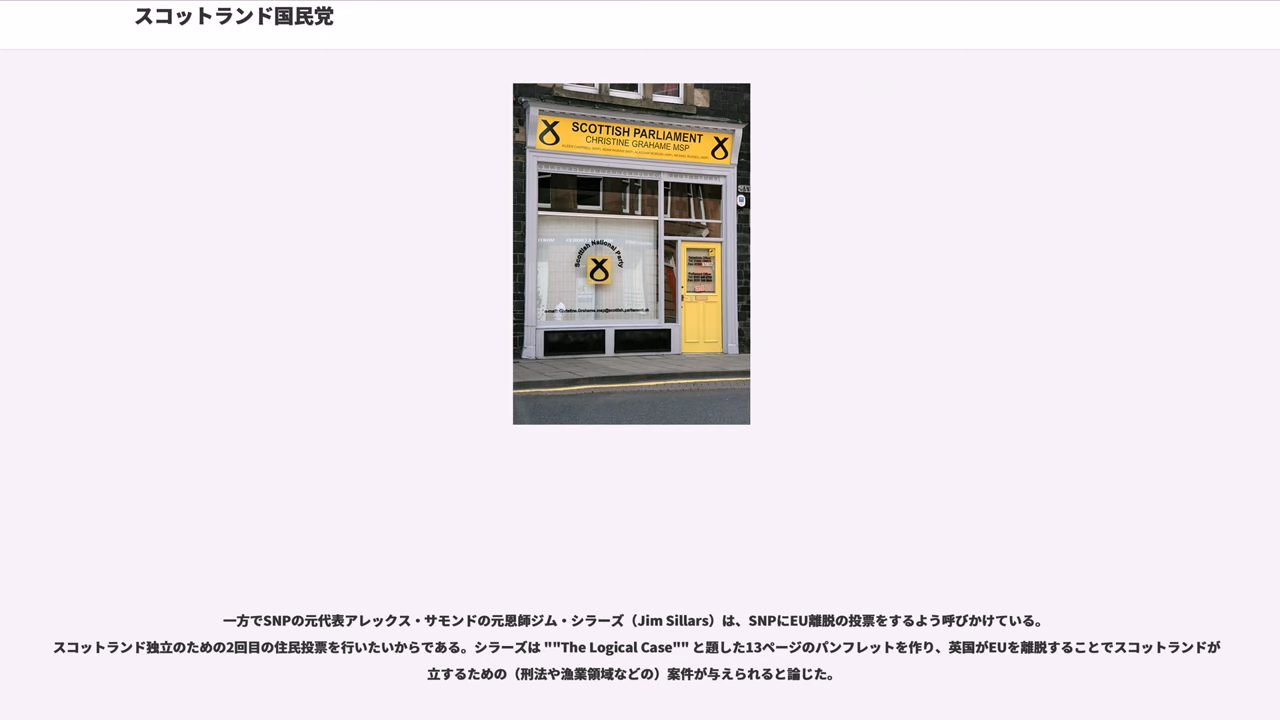 スコットランド国民党
SCOTTISH PARLIAMENT
CHRISTINE GRAHAME MSP
Scottish National Party
一方でSNPの元代表アレックス・サモンドの元恩師ジム・シラーズ（Jim Sillars）は、SNPにEU離脱の投票をするよう呼びかけている。
スコットランド独立のための2回目の住民投票を行いたいからである。シラーズは ""The Logical Case"" と題した13ページのパンフレットを作り、英国がEUを離脱することでスコットランドが
立するための（刑法や漁業領域などの）案件が与えられると論じた。